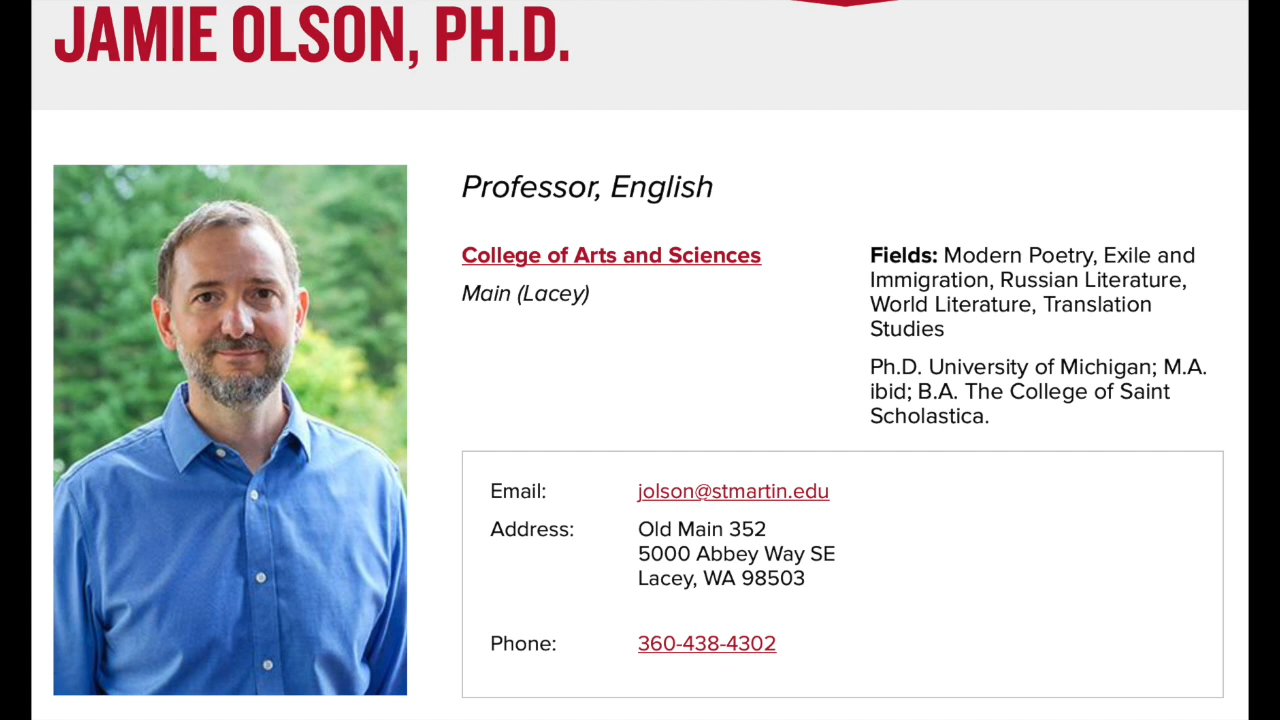 JAMIE OLSON, PH.D.
Professor, English
College of Arts and Sciences
Main (Lacey)
Fields: Modern Poetry, Exile and
Immigration, Russian Literature,
World Literature, Translation
Studies
Ph.D. University of Michigan; M.A.
ibid; B.A. The College of Saint
Scholastica.
Email: jolson@stmartin.edu
Address: Old Main 352
5000 Abbey Way SE
Lacey, WA 98503
Phone: 360-438-4302